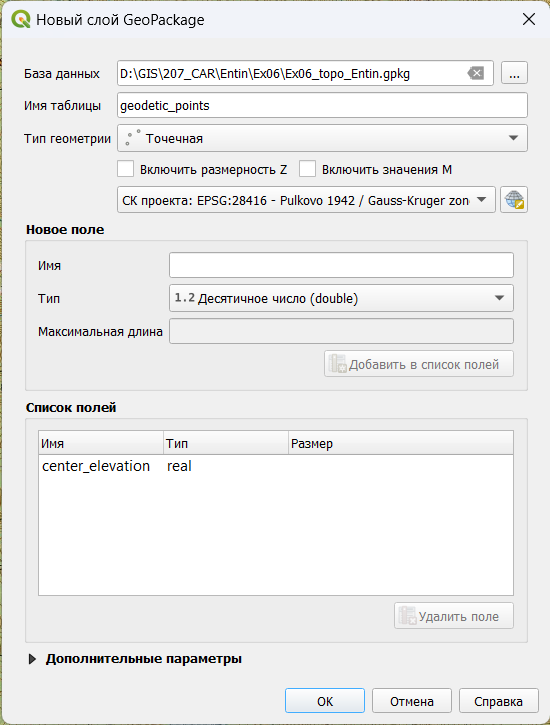 Новый слой GeoPackage
База данных D:\GIS\207_CAR\Entin\Ex06\Ex06_topo_Entin.gpkg ...
Имя таблицы geodetic_points
Тип геометрии Точечная
Включить размерность Z Включить значения M
СК проекта: EPSG:28416 - Pulkovo 1942 / Gauss-Kruger zon
Новое поле
Имя
Тип 1.2 Десятичное число (double)
Максимальная длина
Добавить в список полей
Список полей
Имя Тип Размер
center_elevation real
Удалить поле
Дополнительные параметры
OK Отмена Справка